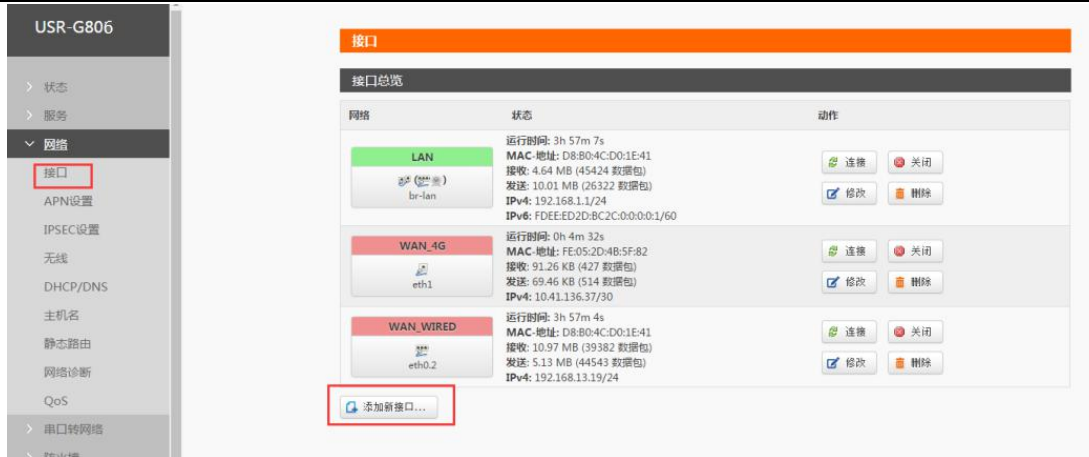 USR-G806
状态
服务
网络
接口
APN设置
IPSEC设置
无线
DHCP/DNS
主机名
静态路由
网络诊断
QoS
串口转网络
防火墙
接口
接口总览
网络 状态 动作
LAN
br-lan
运行时间: 3h 57m 7s
MAC-地址: D8:B0:4C:D0:1E:41
接收: 4.64 MB (45424 数据包)
发送: 10.01 MB (26322 数据包)
IPv4: 192.168.1.1/24
IPv6: FDEE:ED2D:BC2C:0:0:0:0:1/60
连接 关闭
修改 删除
WAN_4G
eth1
运行时间: 0h 4m 32s
MAC-地址: FE:05:2D:4B:5F:82
接收: 91.26 KB (427 数据包)
发送: 69.46 KB (514 数据包)
IPv4: 10.41.136.37/30
连接 关闭
修改 删除
WAN_WIRED
eth0.2
运行时间: 3h 57m 4s
MAC-地址: D8:B0:4C:D0:1E:41
接收: 10.97 MB (39382 数据包)
发送: 5.13 MB (44543 数据包)
IPv4: 192.168.13.19/24
连接 关闭
修改 删除
添加新接口...